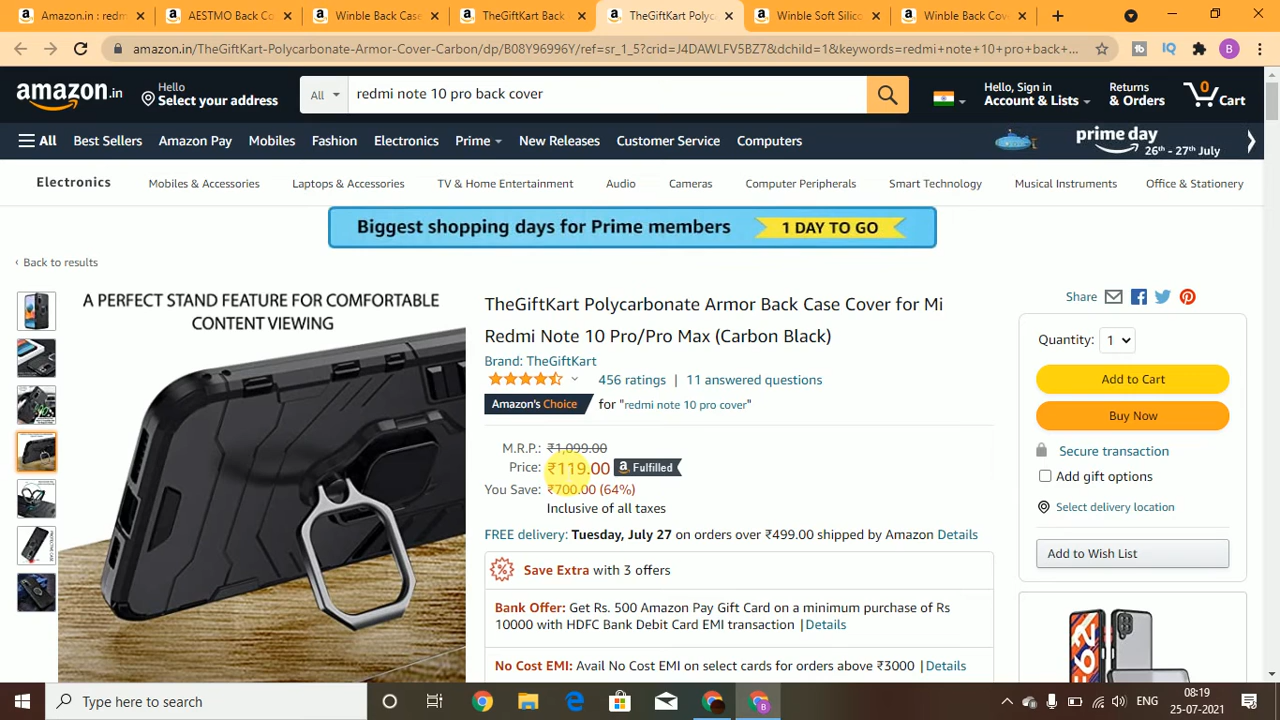 Amazon.in : redm
AESTMO Back Co
Winble Back Case
TheGiftKart Back
TheGiftKart Polyc
Winble Soft Silico
Winble Back Cov
amazon.in/TheGiftKart-Polycarbonate-Armor-Cover-Carbon/dp/B08Y96996Y/ref=sr_1_5?crid=J4DAWLFV5BZ7&dchild=1&keywords=redmi+note+10+pro+back+...
B
amazon.in
Hello
Select your address
All
redmi note 10 pro back cover
Hello, Sign in
Account & Lists
Returns
& Orders
0
Cart
All
Best Sellers
Amazon Pay
Mobiles
Fashion
Electronics
Prime
New Releases
Customer Service
Computers
prime day
26th - 27th July
Electronics
Mobiles & Accessories
Laptops & Accessories
TV & Home Entertainment
Audio
Cameras
Computer Peripherals
Smart Technology
Musical Instruments
Office & Stationery
Biggest shopping days for Prime members
1 DAY TO GO
‹ Back to results
A PERFECT STAND FEATURE FOR COMFORTABLE
CONTENT VIEWING
TheGiftKart Polycarbonate Armor Back Case Cover for Mi
Redmi Note 10 Pro/Pro Max (Carbon Black)
Brand: TheGiftKart
456 ratings | 11 answered questions
Amazon's Choice for "redmi note 10 pro cover"
M.R.P.: ₹1,099.00
Price: ₹119.00 Fulfilled
You Save: ₹700.00 (64%)
Inclusive of all taxes
FREE delivery: Tuesday, July 27 on orders over ₹499.00 shipped by Amazon Details
Save Extra with 3 offers
Bank Offer: Get Rs. 500 Amazon Pay Gift Card on a minimum purchase of Rs
10000 with HDFC Bank Debit Card EMI transaction | Details
No Cost EMI: Avail No Cost EMI on select cards for orders above ₹3000 | Details
Share
Quantity: 1
Add to Cart
Buy Now
Secure transaction
Add gift options
Select delivery location
Add to Wish List
Type here to search
ENG
08:19
25-07-2021